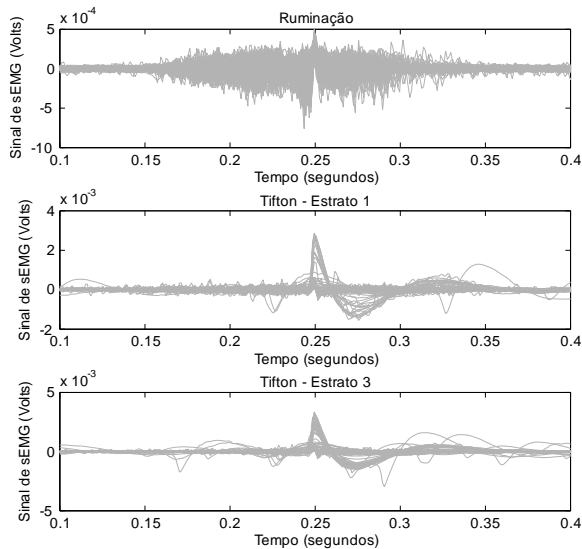 Ruminação
x 10-4
Sinal de sEMG (Volts)
5
0
-5
-10
0.1 0.15 0.2 0.25 0.3 0.35 0.4
Tempo (segundos)
Tifton - Estrato 1
x 10-3
Sinal de sEMG (Volts)
4
2
0
-2
0.1 0.15 0.2 0.25 0.3 0.35 0.4
Tempo (segundos)
Tifton - Estrato 3
x 10-3
Sinal de sEMG (Volts)
5
0
-5
0.1 0.15 0.2 0.25 0.3 0.35 0.4
Tempo (segundos)